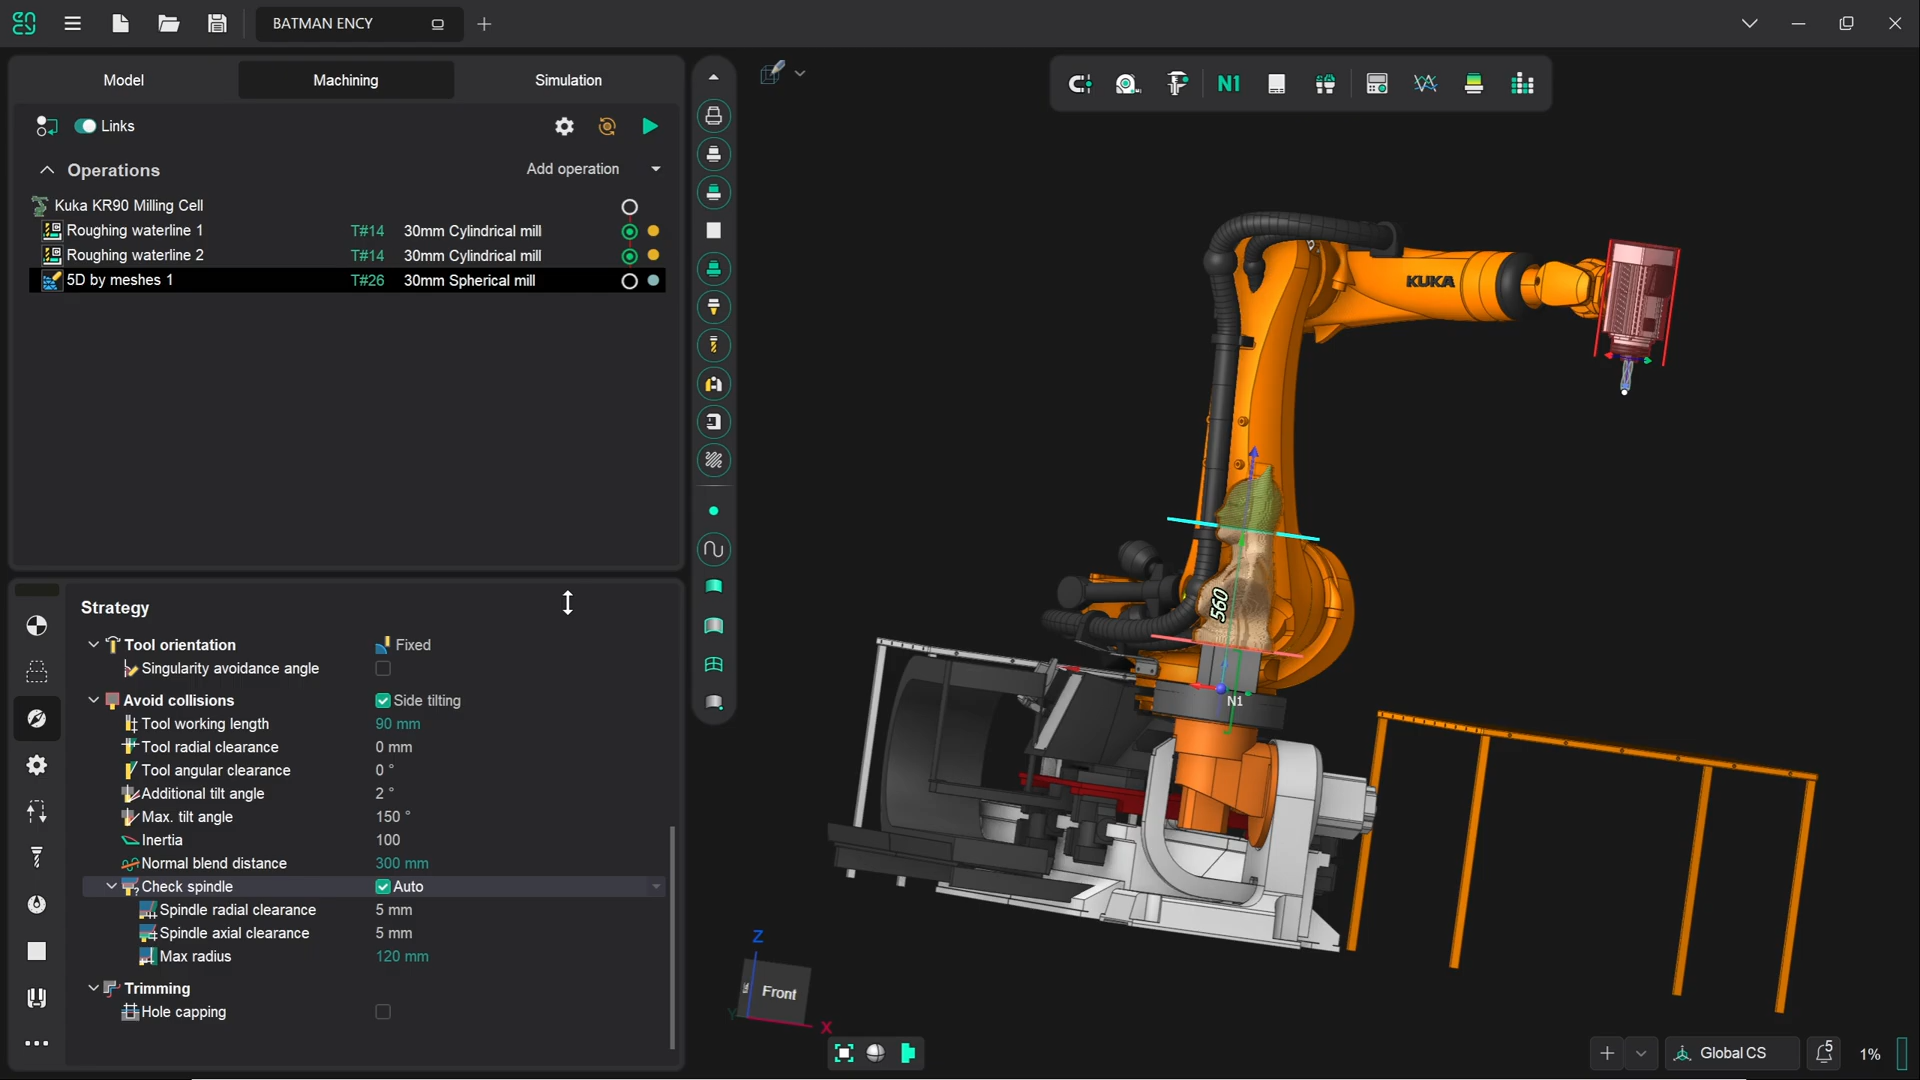 BATMAN ENCY
Model
Machining
Simulation
Links
Operations
Add operation
Kuka KR90 Milling Cell
Roughing waterline 1 T#14 30mm Cylindrical mill
Roughing waterline 2 T#14 30mm Cylindrical mill
5D by meshes 1 T#26 30mm Spherical mill
Strategy
Tool orientation Fixed
Singularity avoidance angle
Avoid collisions Side tilting
Tool working length 90 mm
Tool radial clearance 0 mm
Tool angular clearance 0 °
Additional tilt angle 2 °
Max. tilt angle 150 °
Inertia 100
Normal blend distance 300 mm
Check spindle Auto
Spindle radial clearance 5 mm
Spindle axial clearance 5 mm
Max radius 120 mm
Trimming
Hole capping
N1
KUKA
560
N1
Z
Front
Y
X
Global CS
5
1%